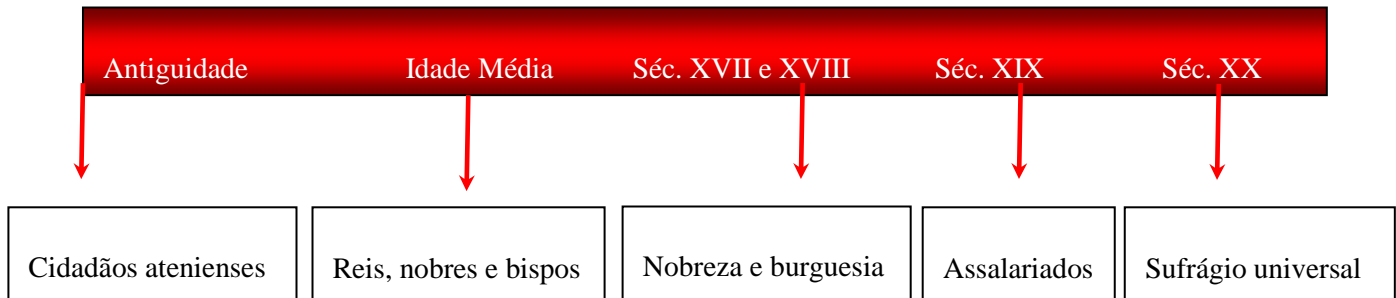 Antiguidade Idade Média Séc. XVII e XVIII Séc. XIX Séc. XX
Cidadãos atenienses Reis, nobres e bispos Nobreza e burguesia Assalariados Sufrágio universal